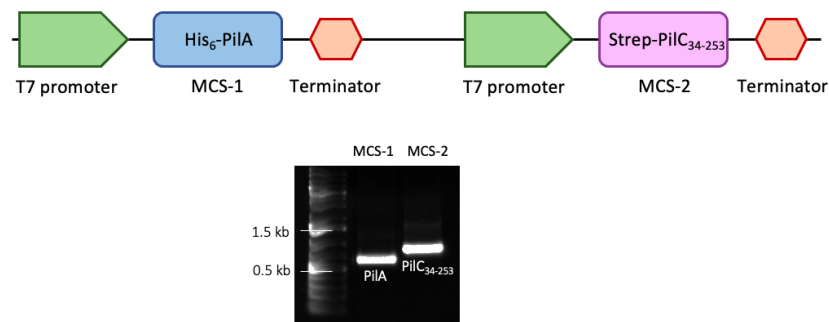 His₆-PilA
Strep-PilC₃₄₋₂₅₃
T7 promoter MCS-1 Terminator T7 promoter MCS-2 Terminator
MCS-1 MCS-2
1.5 kb
0.5 kb
PilA PilC₃₄₋₂₅₃